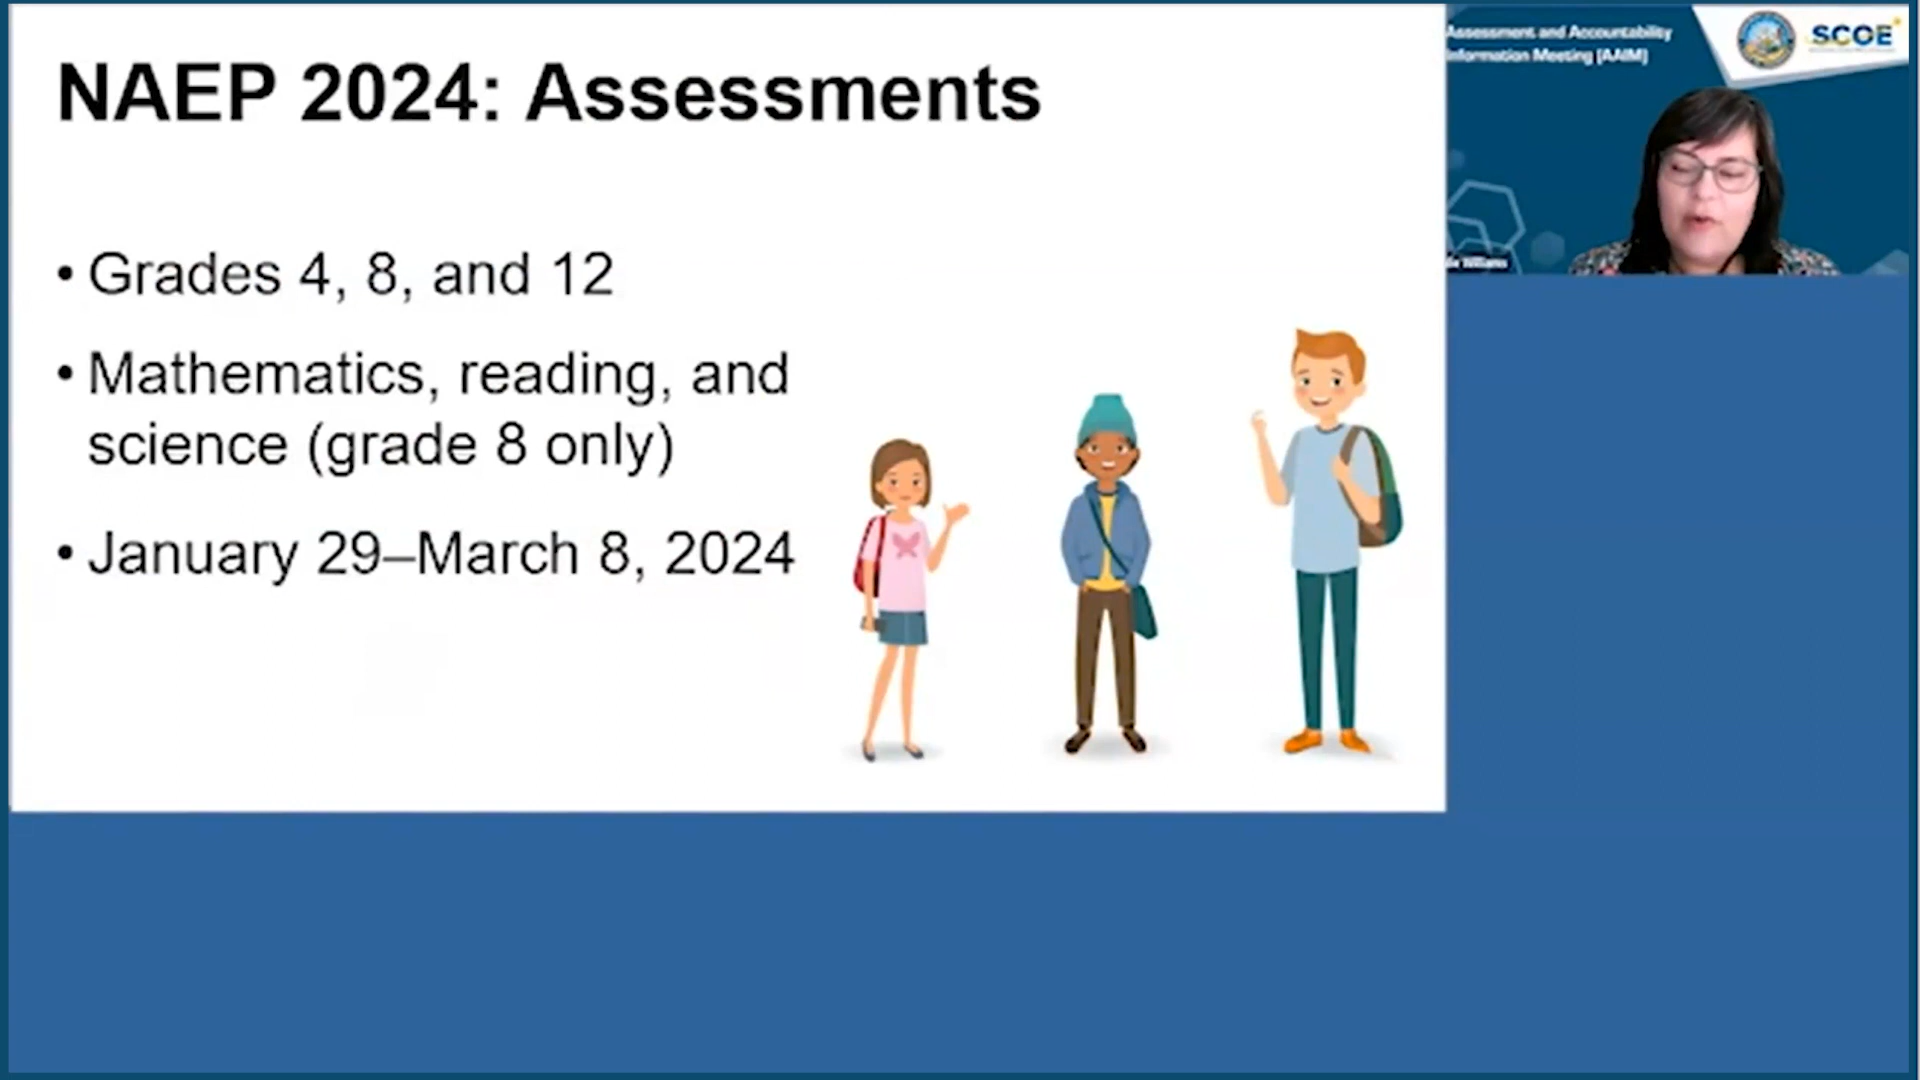 NAEP 2024: Assessments
• Grades 4, 8, and 12
• Mathematics, reading, and
science (grade 8 only)
• January 29–March 8, 2024
Assessment and Accountability
Information Meeting (AAIM)
SCOE
Williams